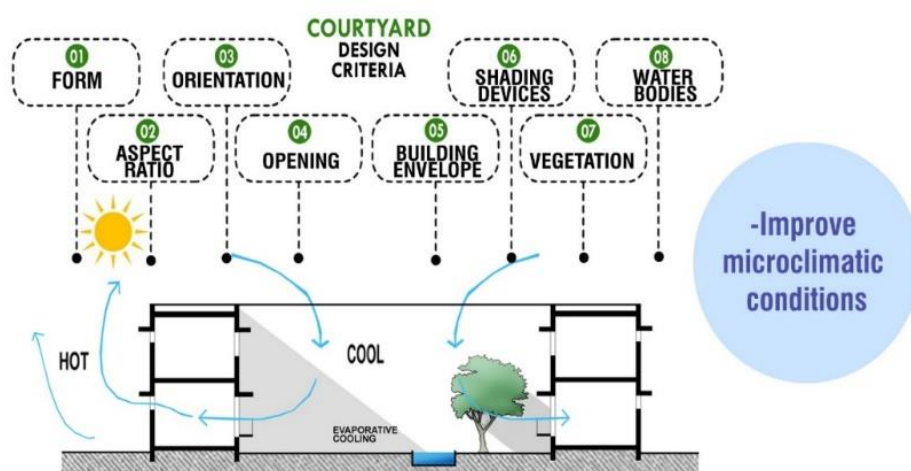 COURTYARD
DESIGN
CRITERIA
01
FORM
02
ASPECT
RATIO
03
ORIENTATION
04
OPENING
05
BUILDING
ENVELOPE
06
SHADING
DEVICES
07
VEGETATION
08
WATER
BODIES
HOT
COOL
EVAPORATIVE
COOLING
-Improve
microclimatic
conditions